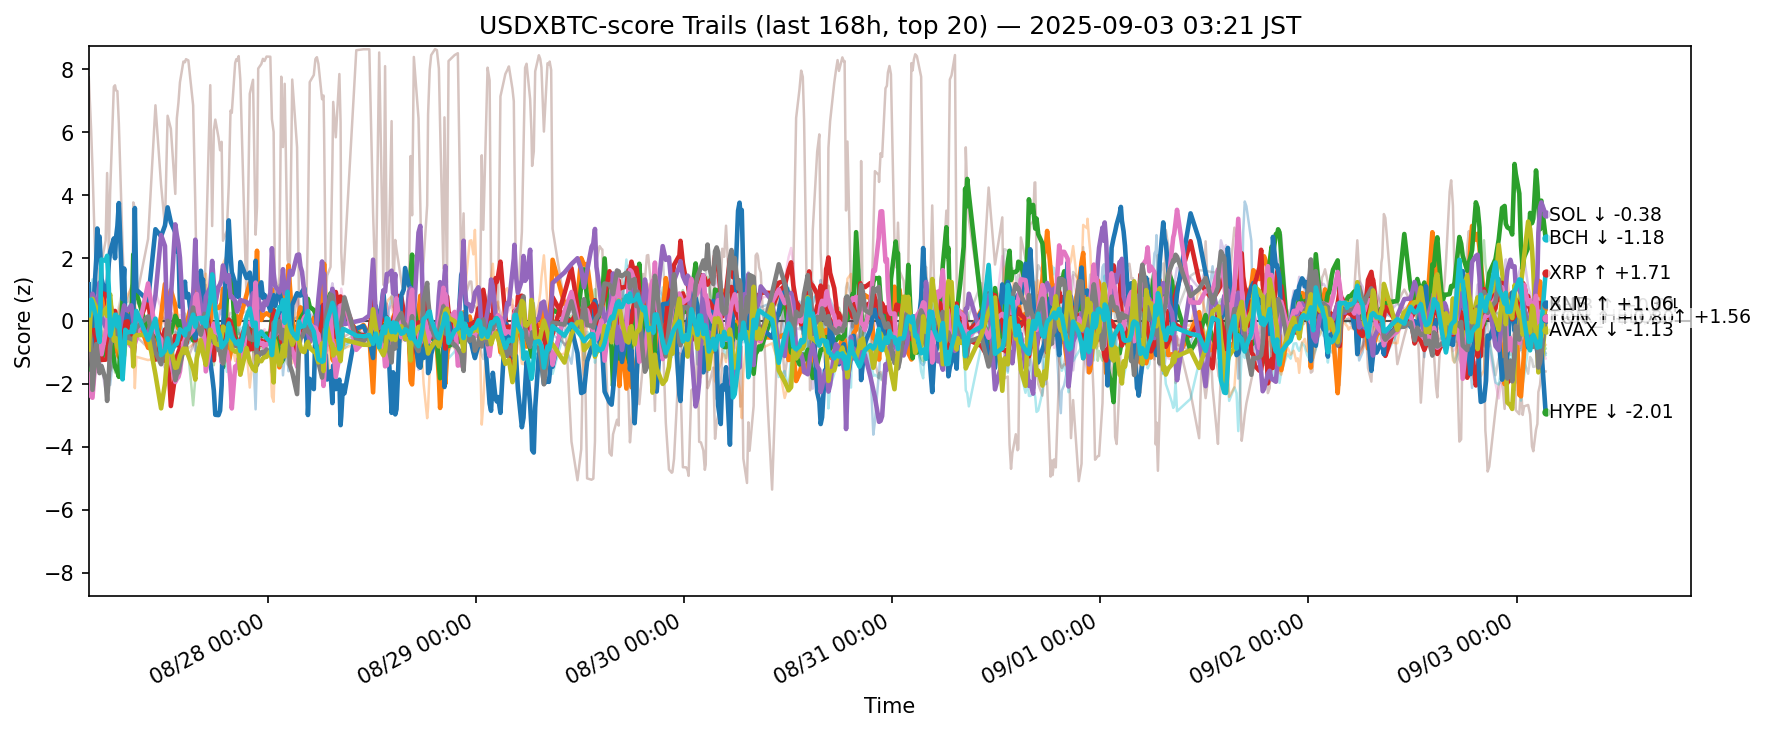 USDXBTC-score Trails (last 168h, top 20) — 2025-09-03 03:21 JST
Score (z)
8
6
4
2
0
−2
−4
−6
−8
SOL ↓ -0.38
BCH ↓ -1.18
XRP ↑ +1.71
XLM ↑ +1.06
↑ +1.56
AVAX ↓ -1.13
HYPE ↓ -2.01
08/28 00:00
08/29 00:00
08/30 00:00
08/31 00:00
09/01 00:00
09/02 00:00
09/03 00:00
Time